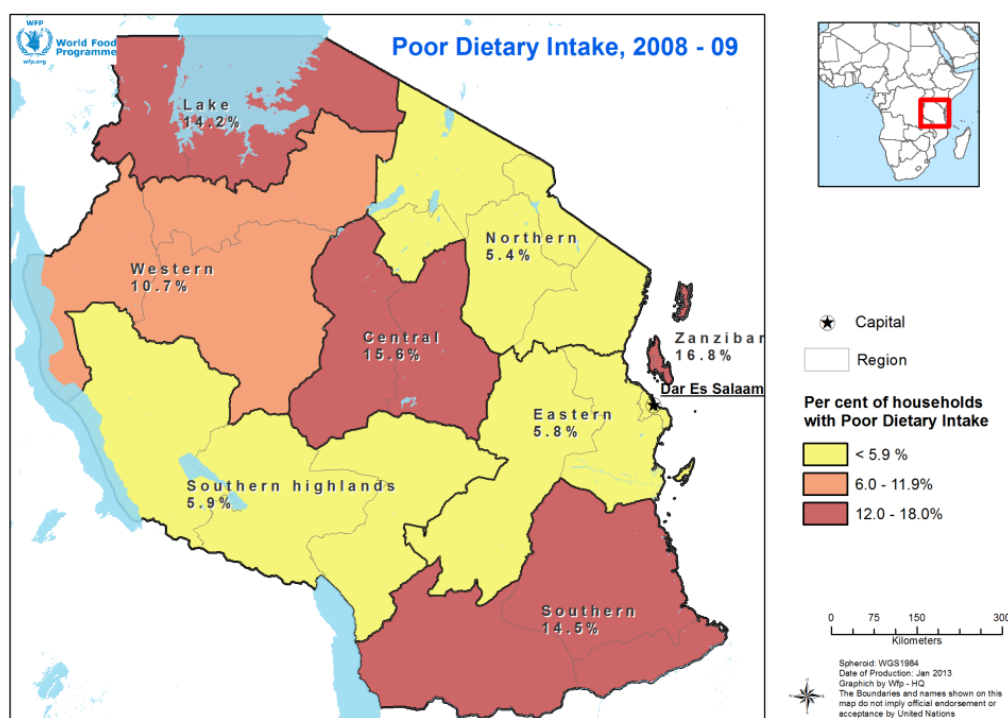 WFP
wfp.org
World Food
Programme
Poor Dietary Intake, 2008 - 09
Lake
14.2%
Northern
5.4%
Western
10.7%
Central
15.6%
Zanzibar
16.8%
Dar Es Salaam
Eastern
5.8%
Southern highlands
5.9%
Southern
14.5%
Capital
Region
Per cent of households
with Poor Dietary Intake
< 5.9 %
6.0 - 11.9%
12.0 - 18.0%
0 75 150 300
Kilometers
Spheroid: WGS1984
Date of Production: Jan 2013
Graphich by Wfp - HQ
The Boundaries and names shown on this
map do not imply official endorsement or
acceptance by United Nations